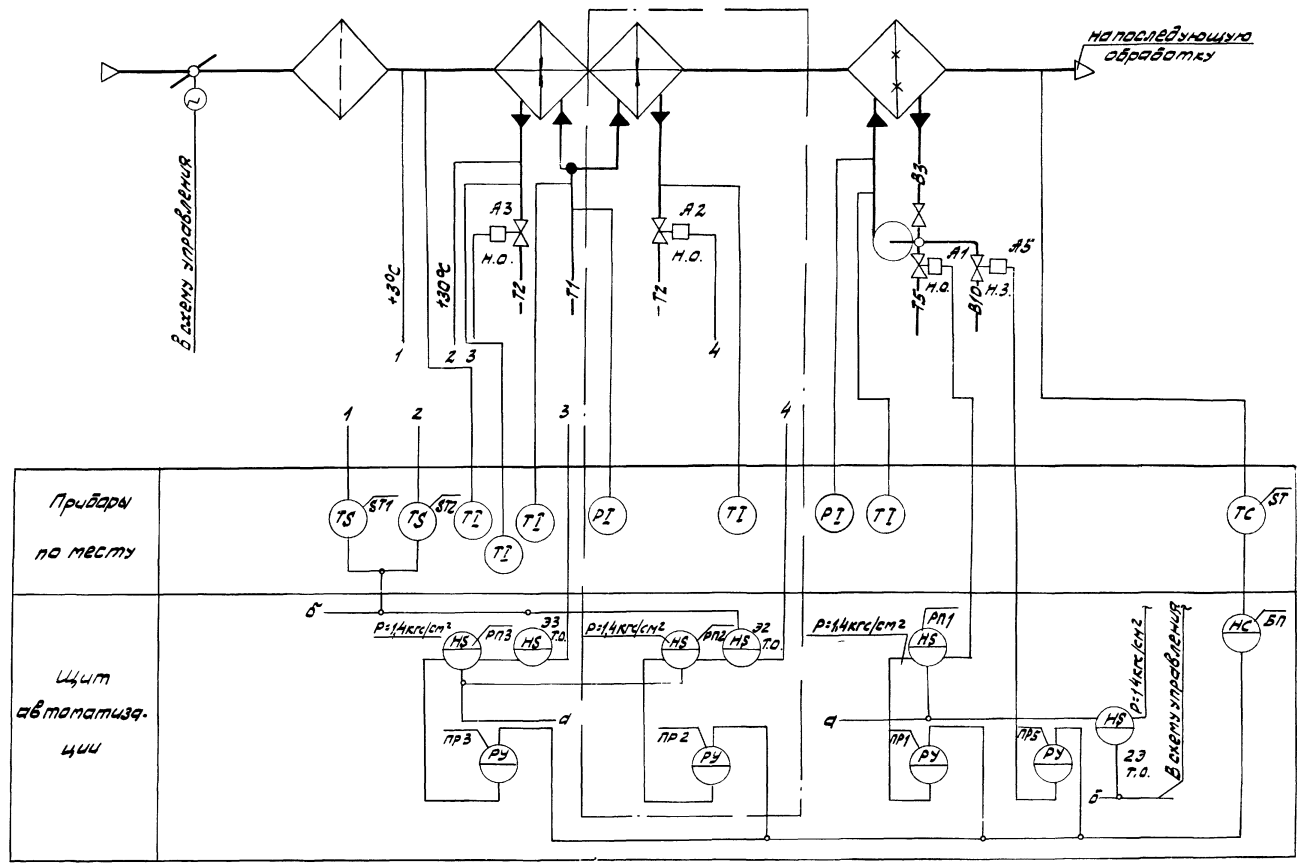 на последующую
обработку
В схему управления
+3°C
+30°C
А3
Н.О.
А2
Н.О.
-Т2
-Т1
-Т2
В3
А1
А5
Н.О.
Н.З.
Т5
В10
1
2 3
4
1
2
3
4
Приборы
по месту
TS
ST1
TS
ST2
TI
TI
TI
PI
TI
PI
TI
TC
ST
Щит
автоматиза-
ции
б
P=1,4кгс/см²
HS
РП3
HS
Э3
Т.О.
P=1,4кгс/см²
HS
РП2
HS
Э2
Т.О.
P=1,4кгс/см²
РП1
HS
P=1,4кгс/см²
В схему управления
HC
БП
а
а
HS
2Э
Т.О.
б
ПР3
РУ
ПР2
РУ
ПР1
РУ
ПР5
РУ